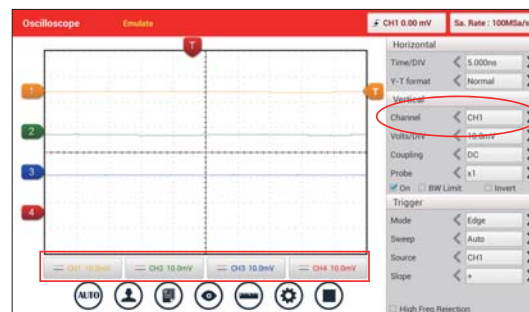 Oscilloscope Emulate CH1 0.00 mV Sa. Rate : 100MSa/s
T
Horizontal
Time/DIV 5.000ns
Y-T format Normal
Vertical
Channel CH1
Volts/DIV 10.0mV
Coupling DC
Probe x1
On BW Limit Invert
Trigger
Mode Edge
Sweep Auto
Source CH1
Slope +
High Freq Rejection
1
T
2
3
4
CH1 10.0mV CH2 10.0mV CH3 10.0mV CH4 10.0mV
AUTO